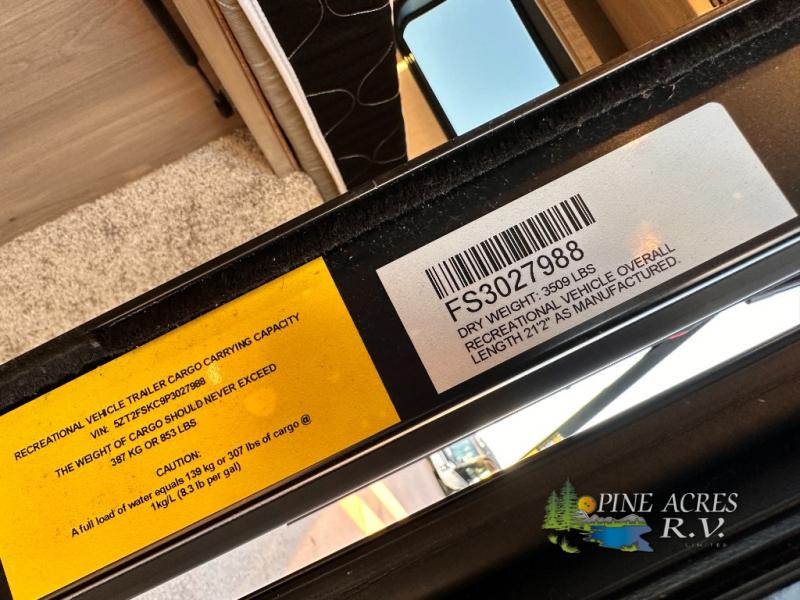 RECREATIONAL VEHICLE TRAILER CARGO CARRYING CAPACITY
VIN: 5ZT2FSKC9P3027988
THE WEIGHT OF CARGO SHOULD NEVER EXCEED
387 KG OR 853 LBS
CAUTION:
A full load of water equals 139 kg or 307 lbs of cargo @
1kg/L (8.3 lb per gal)
FS3027988
DRY WEIGHT: 3509 LBS
RECREATIONAL VEHICLE OVERALL
LENGTH 21'2" AS MANUFACTURED.
PINE ACRES
R.V.
LIMITED